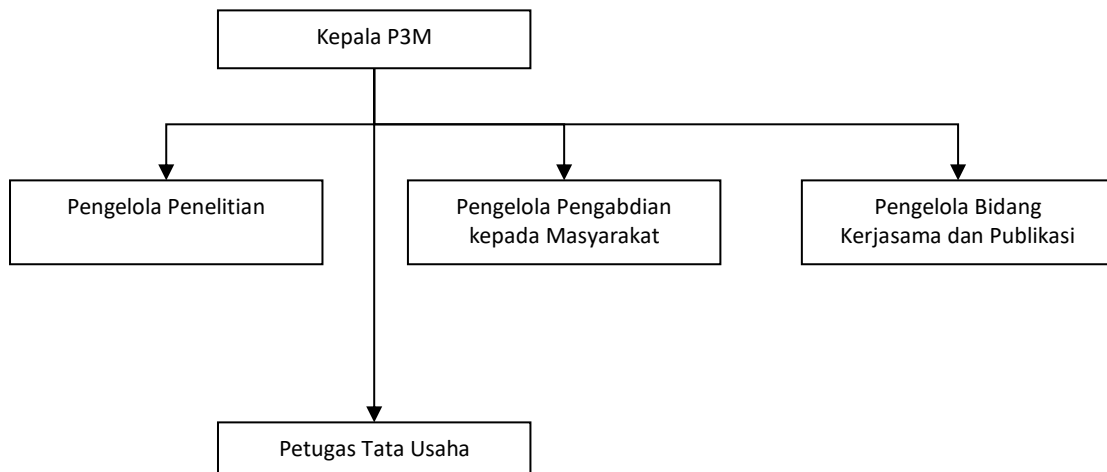 Kepala P3M
Pengelola Penelitian
Pengelola Pengabdian
kepada Masyarakat
Pengelola Bidang
Kerjasama dan Publikasi
Petugas Tata Usaha